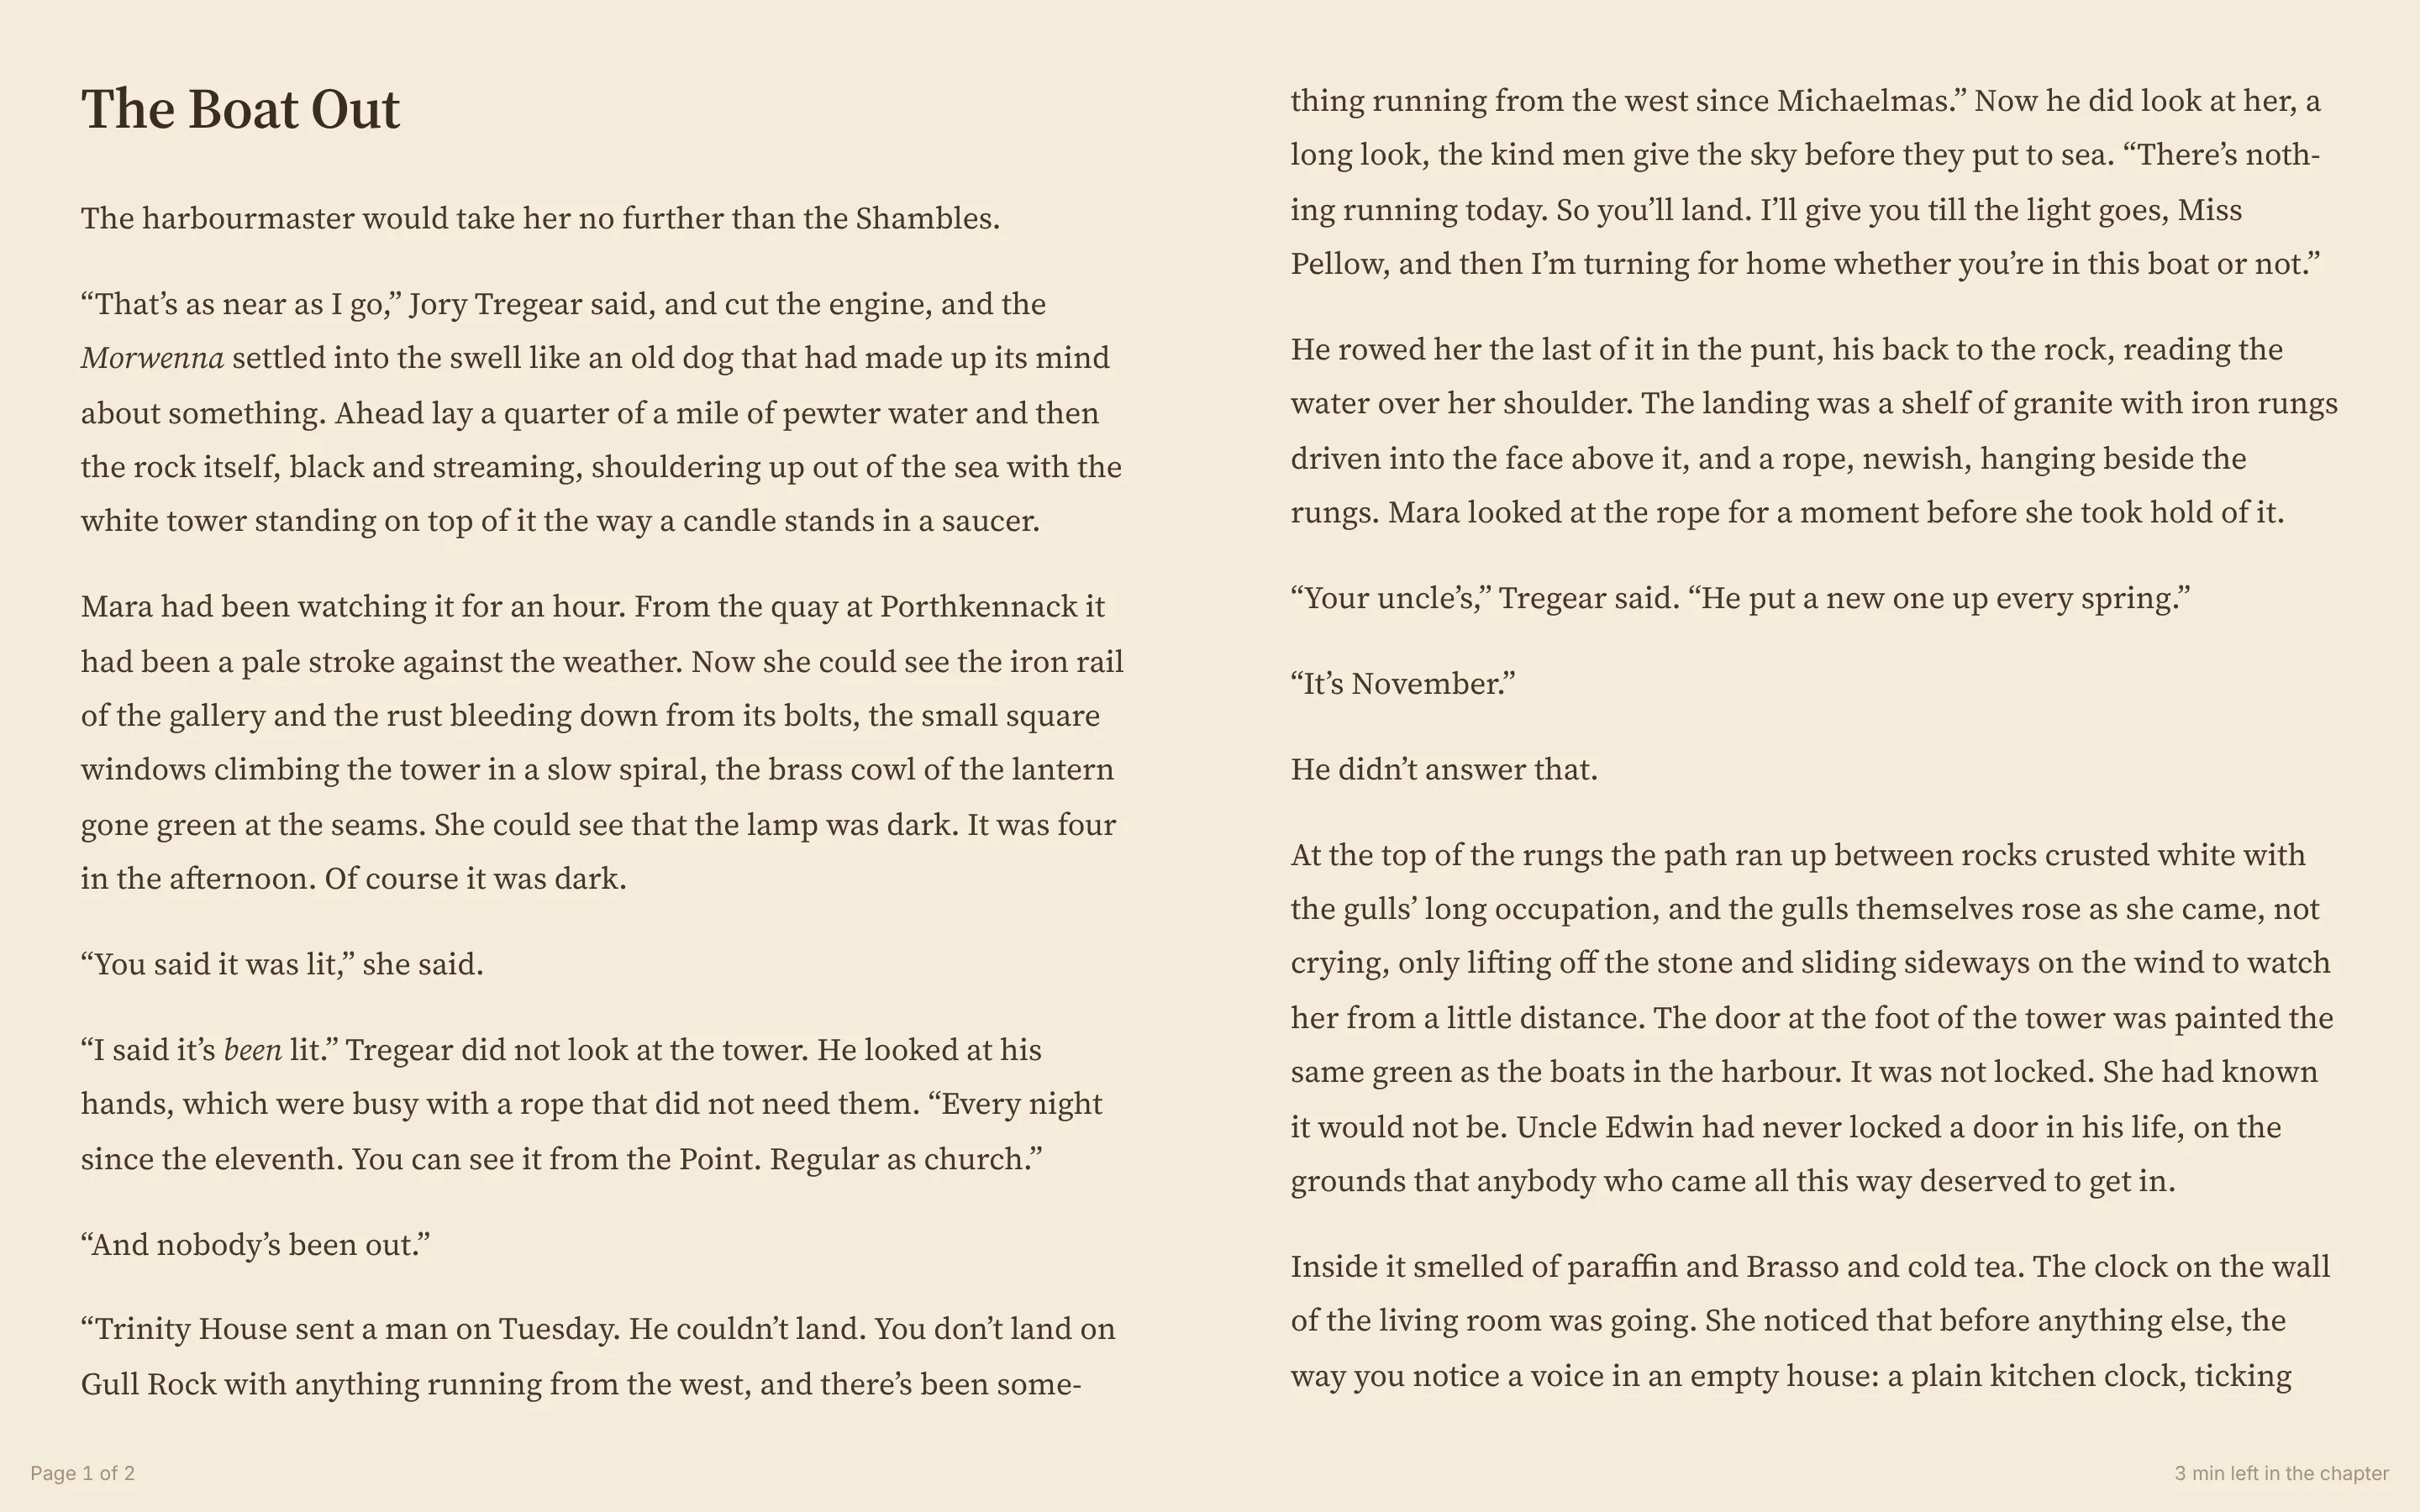 The Boat Out
The harbourmaster would take her no further than the Shambles.
“That’s as near as I go,” Jory Tregear said, and cut the engine, and the
Morwenna settled into the swell like an old dog that had made up its mind
about something. Ahead lay a quarter of a mile of pewter water and then
the rock itself, black and streaming, shouldering up out of the sea with the
white tower standing on top of it the way a candle stands in a saucer.
Mara had been watching it for an hour. From the quay at Porthkennack it
had been a pale stroke against the weather. Now she could see the iron rail
of the gallery and the rust bleeding down from its bolts, the small square
windows climbing the tower in a slow spiral, the brass cowl of the lantern
gone green at the seams. She could see that the lamp was dark. It was four
in the afternoon. Of course it was dark.
“You said it was lit,” she said.
“I said it’s been lit.” Tregear did not look at the tower. He looked at his
hands, which were busy with a rope that did not need them. “Every night
since the eleventh. You can see it from the Point. Regular as church.”
“And nobody’s been out.”
“Trinity House sent a man on Tuesday. He couldn’t land. You don’t land on
Gull Rock with anything running from the west, and there’s been some-
thing running from the west since Michaelmas.” Now he did look at her, a
long look, the kind men give the sky before they put to sea. “There’s noth-
ing running today. So you’ll land. I’ll give you till the light goes, Miss
Pellow, and then I’m turning for home whether you’re in this boat or not.”
He rowed her the last of it in the punt, his back to the rock, reading the
water over her shoulder. The landing was a shelf of granite with iron rungs
driven into the face above it, and a rope, newish, hanging beside the
rungs. Mara looked at the rope for a moment before she took hold of it.
“Your uncle’s,” Tregear said. “He put a new one up every spring.”
“It’s November.”
He didn’t answer that.
At the top of the rungs the path ran up between rocks crusted white with
the gulls’ long occupation, and the gulls themselves rose as she came, not
crying, only lifting off the stone and sliding sideways on the wind to watch
her from a little distance. The door at the foot of the tower was painted the
same green as the boats in the harbour. It was not locked. She had known
it would not be. Uncle Edwin had never locked a door in his life, on the
grounds that anybody who came all this way deserved to get in.
Inside it smelled of paraffin and Brasso and cold tea. The clock on the wall
of the living room was going. She noticed that before anything else, the
way you notice a voice in an empty house: a plain kitchen clock, ticking
Page 1 of 2
3 min left in the chapter